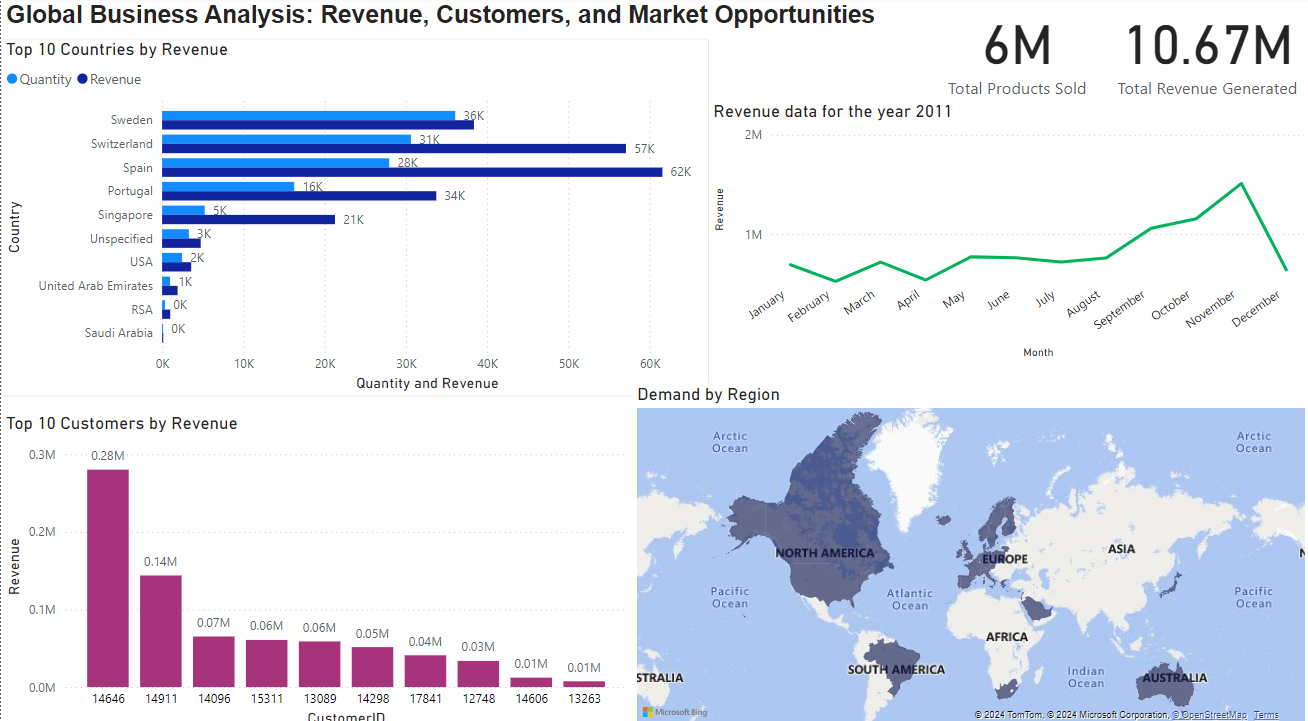 Global Business Analysis: Revenue, Customers, and Market Opportunities
6M
Total Products Sold
10.67M
Total Revenue Generated
Top 10 Countries by Revenue
Quantity Revenue
Country
Sweden 36K
Switzerland 31K 57K
Spain 28K 62K
Portugal 16K 34K
Singapore 5K 21K
Unspecified 3K
USA 2K
United Arab Emirates 1K
RSA 0K
Saudi Arabia 0K
0K 10K 20K 30K 40K 50K 60K
Quantity and Revenue
Revenue data for the year 2011
2M
1M
Revenue
January February March April May June July August September October November December
Month
Top 10 Customers by Revenue
Revenue
0.3M
0.2M
0.1M
0.0M
0.28M 0.14M 0.07M 0.06M 0.06M 0.05M 0.04M 0.03M 0.01M 0.01M
14646 14911 14096 15311 13089 14298 17841 12748 14606 13263
CustomerID
Demand by Region
Arctic
Ocean
Arctic
Ocean
NORTH AMERICA
EUROPE
ASIA
N
Pacific
Ocean
Atlantic
Ocean
Pacific
Ocean
AFRICA
SOUTH AMERICA
Indian
Ocean
STRALIA
AUSTRALIA
Microsoft Bing
© 2024 TomTom, © 2024 Microsoft Corporation, © OpenStreetMap Terms